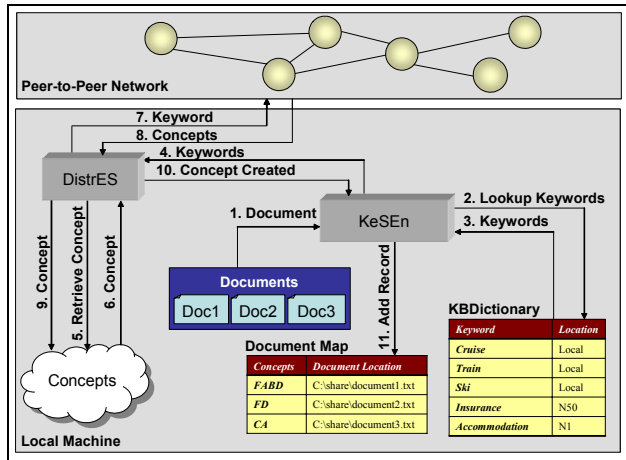 Peer-to-Peer Network
7. Keyword
8. Concepts
4. Keywords
10. Concept Created
DistrES
KeSEn
1. Document
2. Lookup Keywords
3. Keywords
9. Concept
5. Retrieve Concept
6. Concept
11. Add Record
Documents
Doc1 Doc2 Doc3
Concepts
Document Map
Concepts Document Location
FABD C:\share\document1.txt
FD C:\share\document2.txt
CA C:\share\document3.txt
KBDictionary
Keyword Location
Cruise Local
Train Local
Ski Local
Insurance N50
Accommodation N1
Local Machine